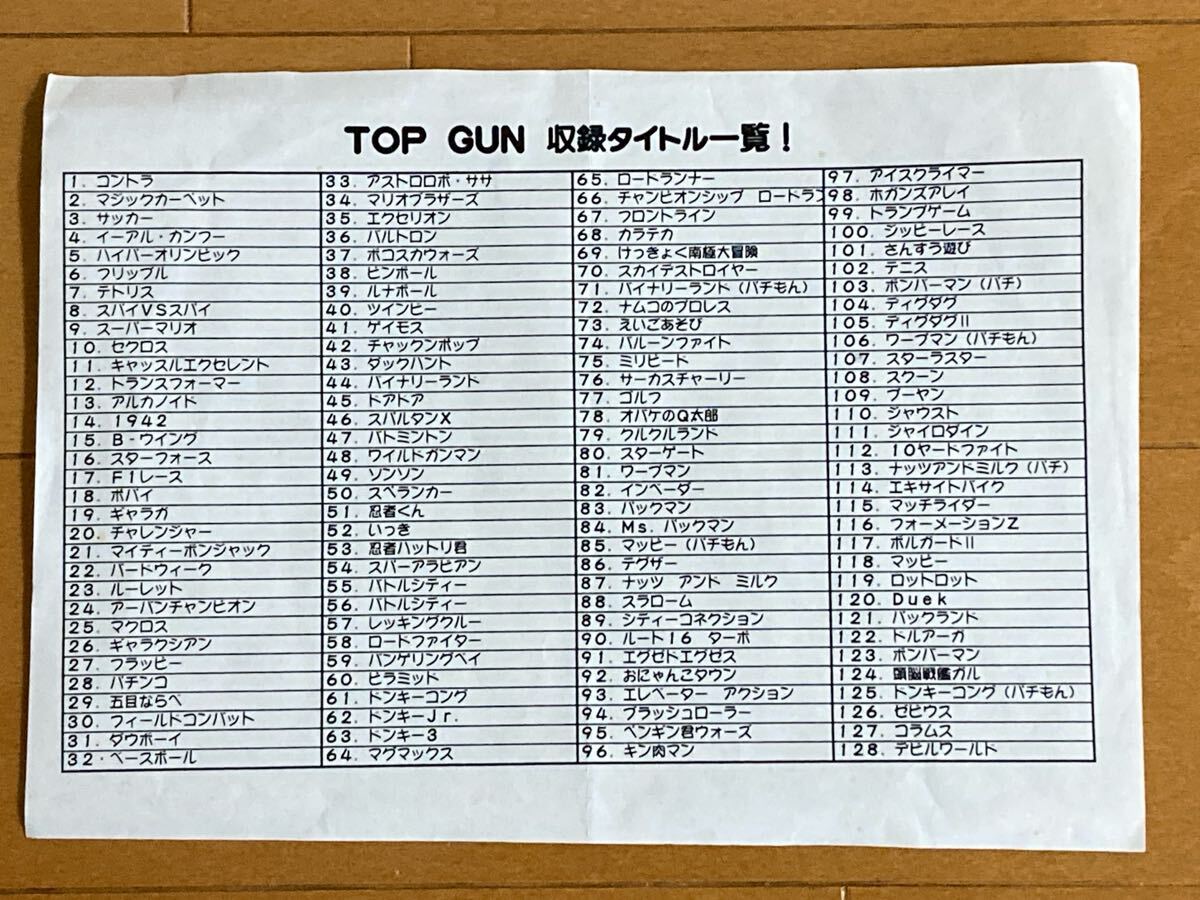 TOP GUN 収録タイトル一覧!
1. コントラ
2. マジックカーペット
3. サッカー
4. イーアル・カンフー
5. ハイパーオリンピック
6. フリップル
7. テトリス
8. スパイVSスパイ
9. スーパーマリオ
10. セクロス
11. キャッスルエクセレント
12. トランスフォーマー
13. アルカノイド
14. 1942
15. B-ウイング
16. スターフォース
17. F1レース
18. ポパイ
19. ギャラガ
20. チャレンジャー
21. マイティーボンジャック
22. バードウィーク
23. ルーレット
24. アーバンチャンピオン
25. マクロス
26. ギャラクシアン
27. フラッピー
28. パチンコ
29. 五目ならべ
30. フィールドコンバット
31. ダウボーイ
32・ベースボール
33. アストロロボ・ササ
34. マリオブラザーズ
35. エクセリオン
36. バルトロン
37. ポコスカウォーズ
38. ピンボール
39. ルナボール
40. ツインビー
41. ゲイモス
42. チャックンポップ
43. ダックハント
44. バイナリーランド
45. ドアドア
46. スパルタンX
47. バトミントン
48. ワイルドガンマン
49. ソンソン
50. スペランカー
51. 忍者くん
52. いっき
53. 忍者ハットリ君
54. スパーアラビアン
55. バトルシティー
56. バトルシティー
57. レッキングクルー
58. ロードファイター
59. バンゲリングベイ
60. ピラミッド
61. ドンキーコング
62. ドンキーJr.
63. ドンキー3
64. マグマックス
65. ロードランナー
66. チャンピオンシップ ロードラン
67. フロントライン
68. カラテカ
69. けっきょく南極大冒険
70. スカイデストロイヤー
71. バイナリーランド(パチもん)
72. ナムコのプロレス
73. えいごあそび
74. バルーンファイト
75. ミリピード
76. サーカスチャーリー
77. ゴルフ
78. オバケのQ太郎
79. クルクルランド
80. スターゲート
81. ワープマン
82. インベーダー
83. パックマン
84. Ms. パックマン
85. マッピー(パチもん)
86. テグザー
87. ナッツ アンド ミルク
88. スラローム
89. シティーコネクション
90. ルート16 ターボ
91. エグゼドエグゼス
92. おにゃんこタウン
93. エレベーター アクション
94. ブラッシュローラー
95. ペンギン君ウォーズ
96. キン肉マン
97. アイスクライマー
98. ホガンズアレイ
99. トランプゲーム
100. ジッピーレース
101. さんすう遊び
102. テニス
103. ボンバーマン(パチ)
104. ディグダグ
105. ディグダグII
106. ワープマン(パチもん)
107. スターラスター
108. スクーン
109. プーヤン
110. ジャウスト
111. ジャイロダイン
112. 10ヤードファイト
113. ナッツアンドミルク(パチ)
114. エキサイトバイク
115. マッチライダー
116. フォーメーションZ
117. ボルガードII
118. マッピー
119. ロットロット
120. Duek
121. パックランド
122. ドルアーガ
123. ボンバーマン
124. 頭脳戦艦ガル
125. ドンキーコング(パチもん)
126. ゼビウス
127. コラムス
128. デビルワールド